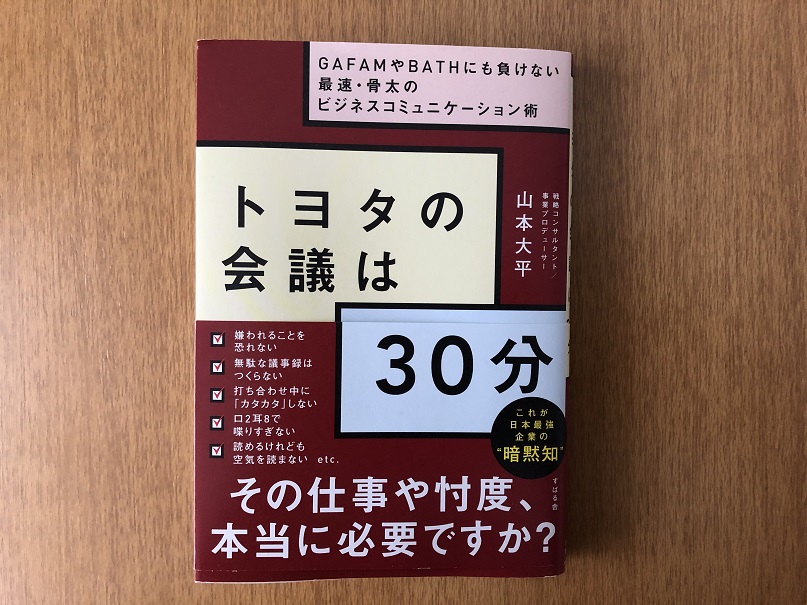 GAFAMやBATHにも負けない
最速・骨太の
ビジネスコミュニケーション術
トヨタの
会議は
30分
戦略コンサルタント/
事業プロデューサー
山本大平
嫌われることを
恐れない
無駄な議事録は
つくらない
打ち合わせ中に
「カタカタ」しない
口2耳8で
喋りすぎない
読めるけれども
空気を読まない etc.
これが
日本最強
企業の
“暗黙知”
すばる舎
その仕事や忖度、
本当に必要ですか?